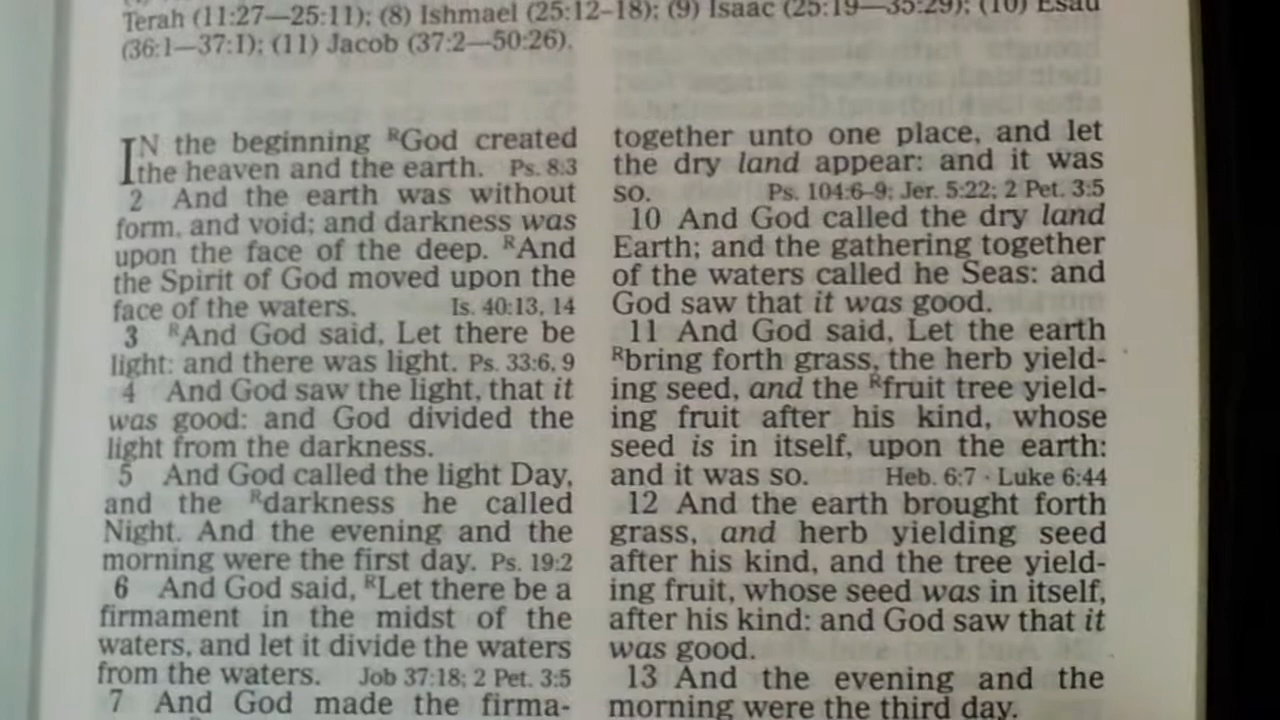 Terah (11:27—25:11); (8) Ishmael (25:12–18); (9) Isaac (25:19—35:29); (10) Esau
(36:1—37:1); (11) Jacob (37:2—50:26).
IN the beginning ᴿGod created
the heaven and the earth. Ps. 8:3
2 And the earth was without
form, and void; and darkness was
upon the face of the deep. ᴿAnd
the Spirit of God moved upon the
face of the waters. Is. 40:13, 14
3 ᴿAnd God said, Let there be
light: and there was light. Ps. 33:6, 9
4 And God saw the light, that it
was good: and God divided the
light from the darkness.
5 And God called the light Day,
and the ᴿdarkness he called
Night. And the evening and the
morning were the first day. Ps. 19:2
6 And God said, ᴿLet there be a
firmament in the midst of the
waters, and let it divide the waters
from the waters. Job 37:18; 2 Pet. 3:5
7 And God made the firma-
together unto one place, and let
the dry land appear: and it was
so. Ps. 104:6–9; Jer. 5:22; 2 Pet. 3:5
10 And God called the dry land
Earth; and the gathering together
of the waters called he Seas: and
God saw that it was good.
11 And God said, Let the earth
ᴿbring forth grass, the herb yield-
ing seed, and the ᴿfruit tree yield-
ing fruit after his kind, whose
seed is in itself, upon the earth:
and it was so. Heb. 6:7 · Luke 6:44
12 And the earth brought forth
grass, and herb yielding seed
after his kind, and the tree yield-
ing fruit, whose seed was in itself,
after his kind: and God saw that it
was good.
13 And the evening and the
morning were the third day.